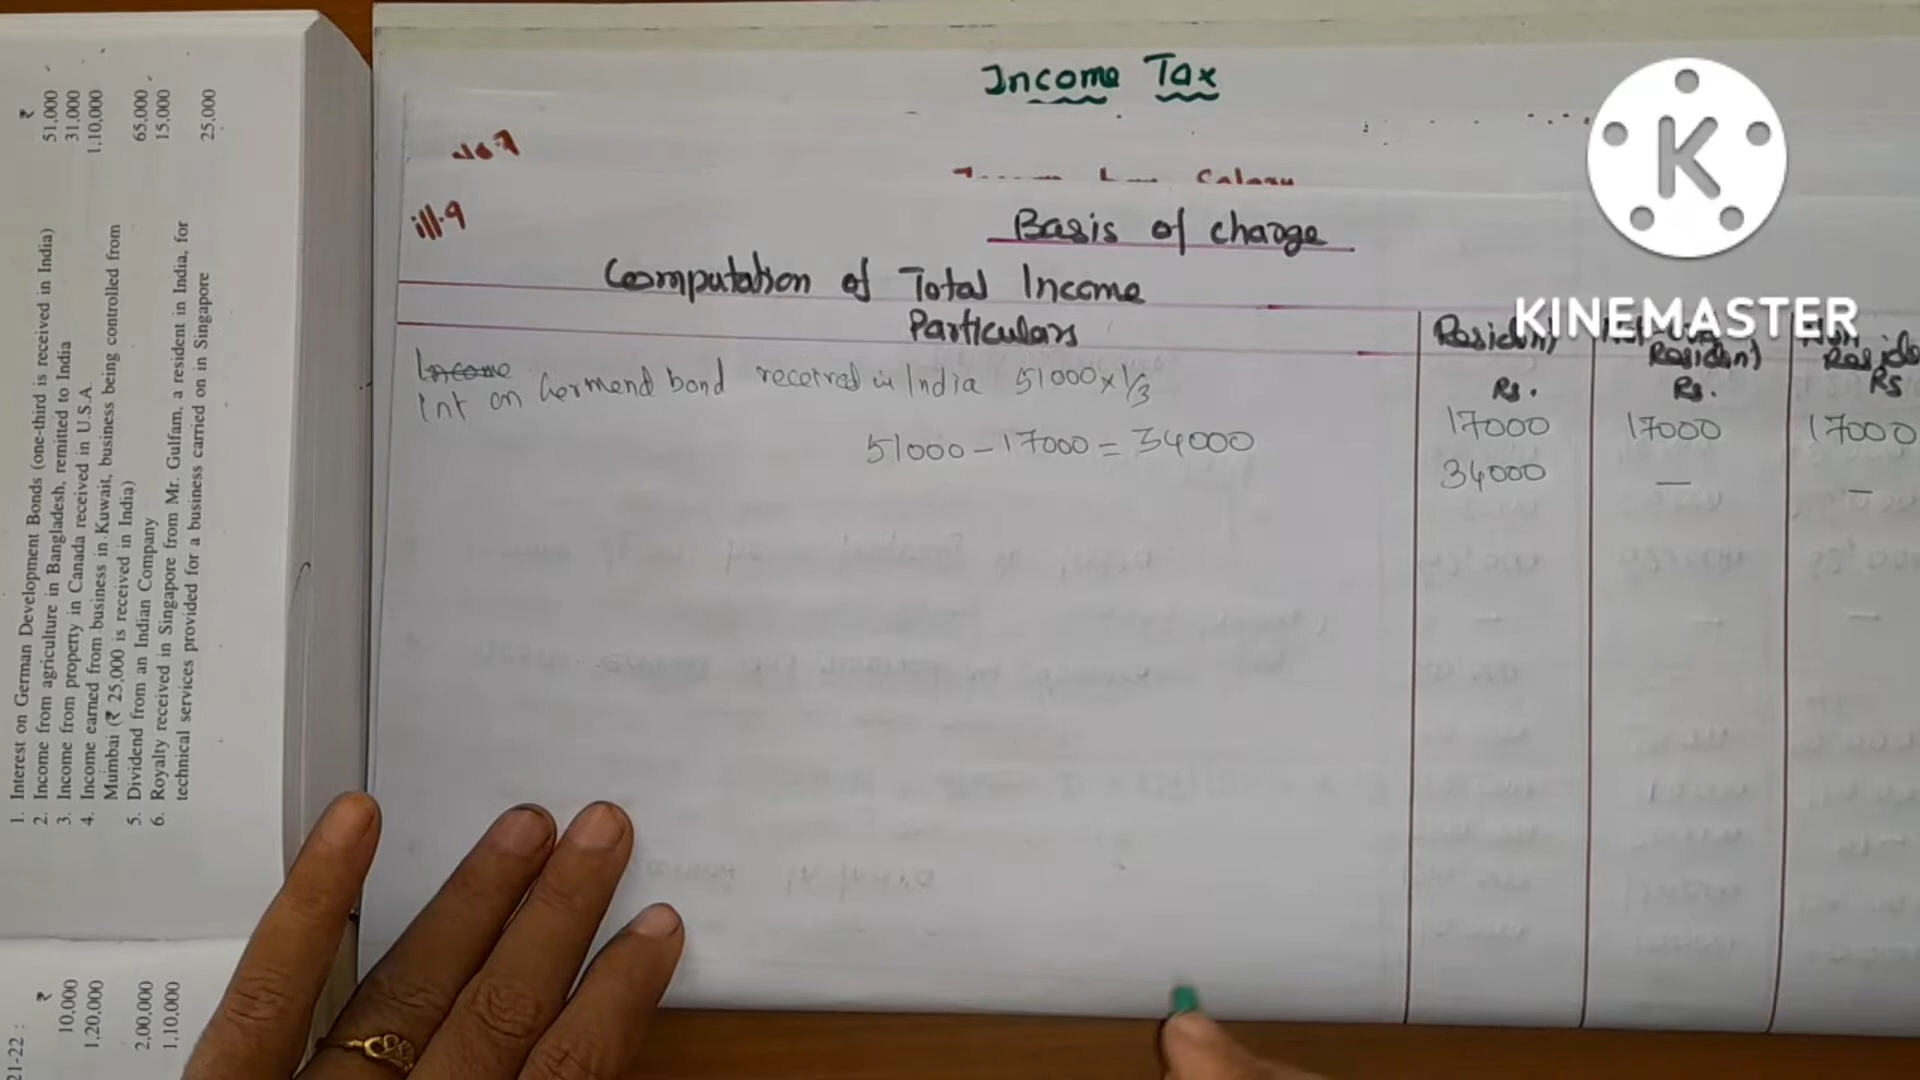 ₹
1. Interest on German Development Bonds (one-third is received in India) 51,000
2. Income from agriculture in Bangladesh, remitted to India 31,000
3. Income from property in Canada received in U.S.A. 1,10,000
4. Income earned from business in Kuwait, business being controlled from
Mumbai (₹ 25,000 is received in India) 65,000
5. Dividend from an Indian Company 15,000
6. Royalty received in Singapore from Mr. Gulfam, a resident in India, for
technical services provided for a business carried on in Singapore 25,000
21-22 :
₹
10,000
1,20,000
2,00,000
1,10,000
Income Tax
ill.9
Basis of charge
Computation of Total Income
Particulars
Resident
Resident
Rs.
Rs.
Rs
Income
Int on Germend bond received in India 51000 x 1/3
17000 17000 17000
51000 - 17000 = 34000
34000 — —
K
KINEMASTER